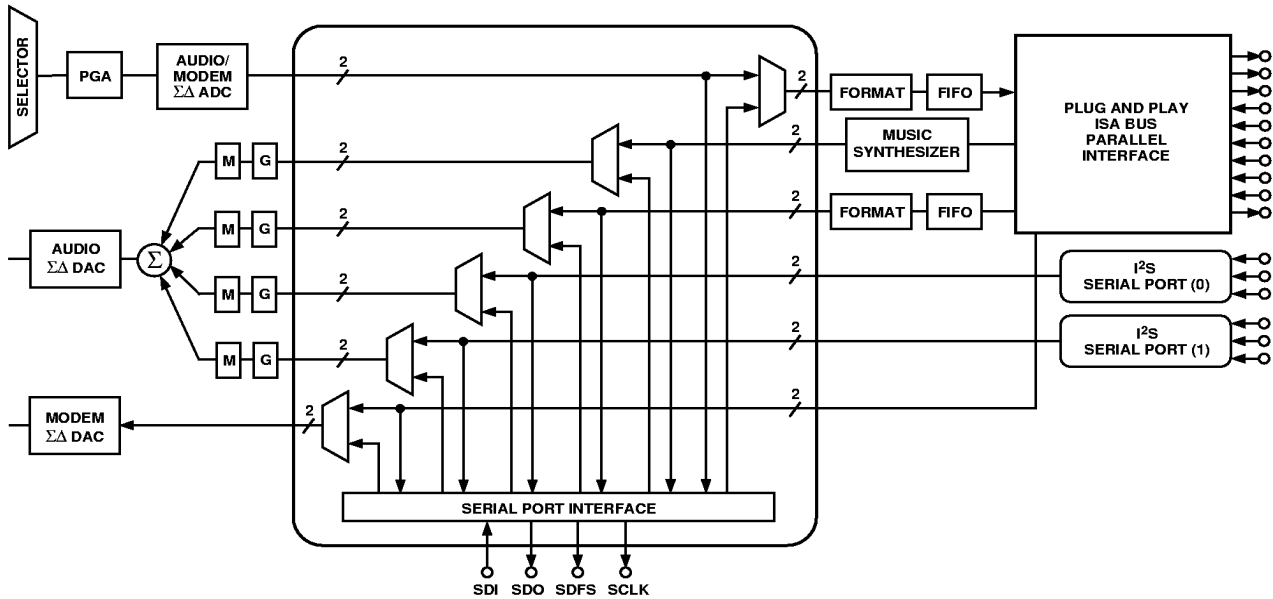 SELECTOR
PGA
AUDIO/
MODEM
ΣΔ ADC
2
2
FORMAT
FIFO
PLUG AND PLAY
ISA BUS
PARALLEL
INTERFACE
M
G
2
2
MUSIC
SYNTHESIZER
M
G
2
2
FORMAT
FIFO
AUDIO
ΣΔ DAC
Σ
M
G
2
2
I²S
SERIAL PORT (0)
M
G
2
2
I²S
SERIAL PORT (1)
MODEM
ΣΔ DAC
2
2
SERIAL PORT INTERFACE
SDI
SDO
SDFS
SCLK